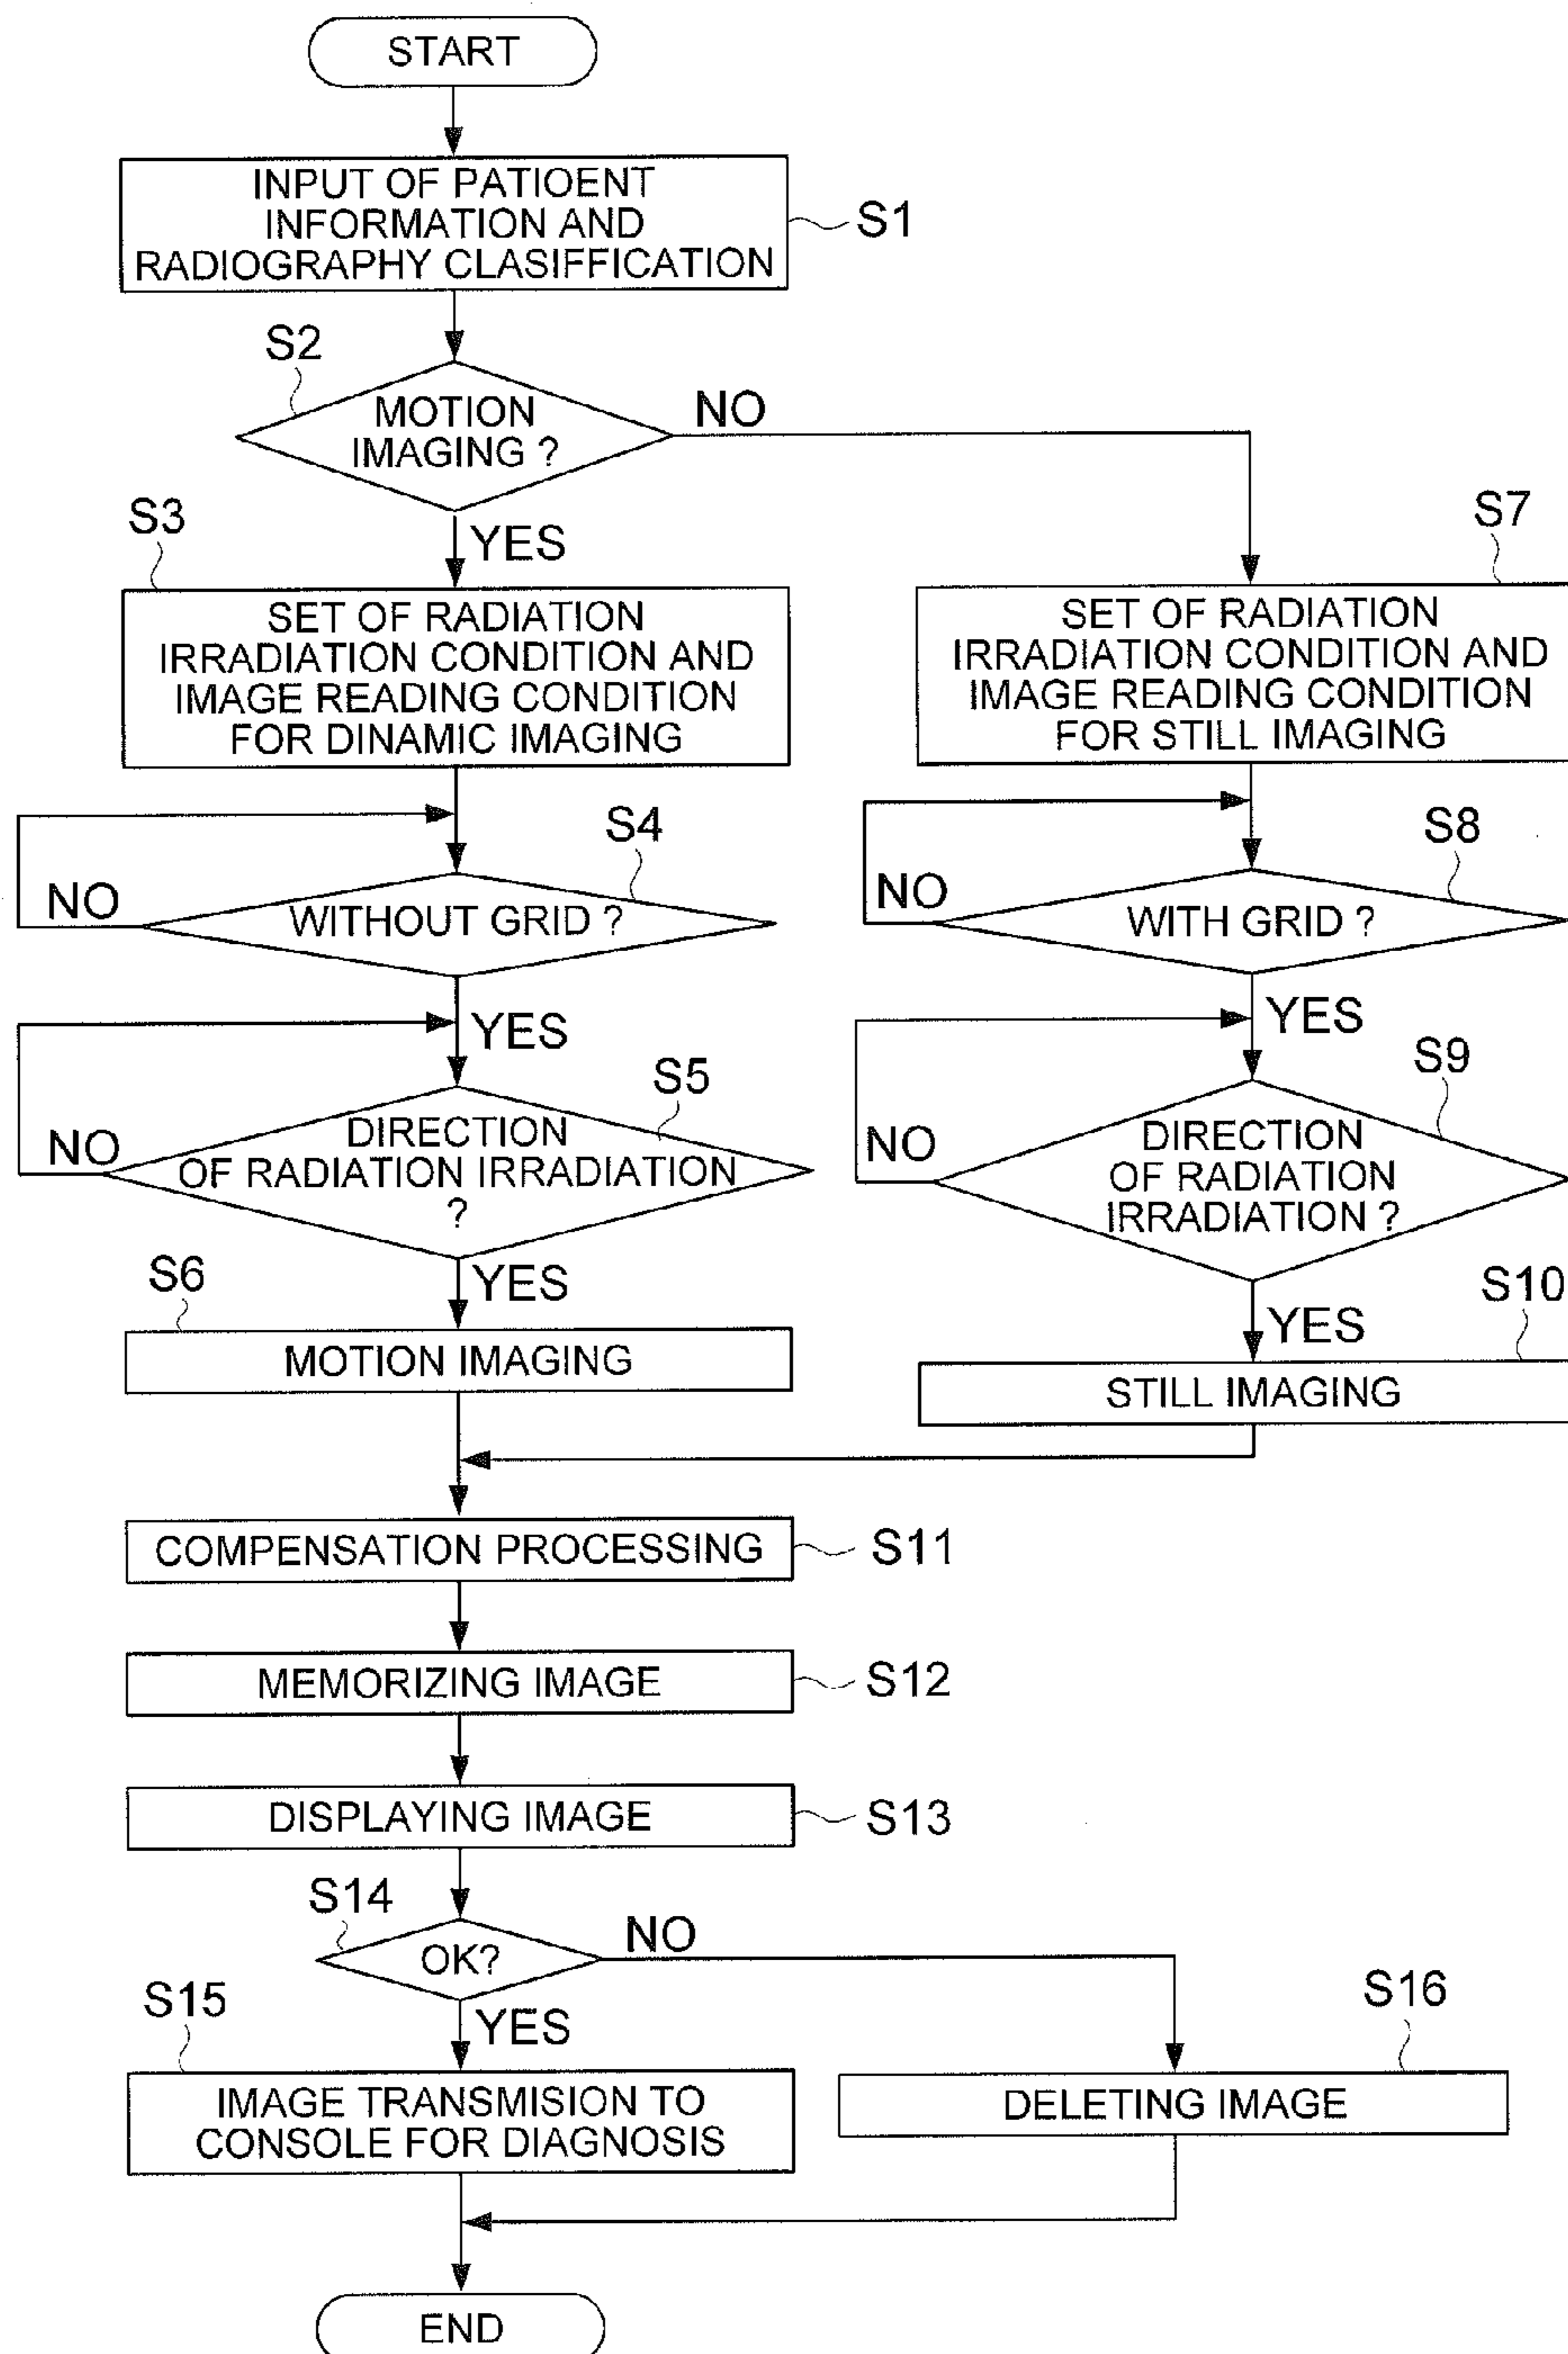 START
INPUT OF PATIOENT
INFORMATION AND
RADIOGRAPHY CLASIFFICATION
S1
S2
MOTION
IMAGING ?
NO
YES
S3
SET OF RADIATION
IRRADIATION CONDITION AND
IMAGE READING CONDITION
FOR DINAMIC IMAGING
S7
SET OF RADIATION
IRRADIATION CONDITION AND
IMAGE READING CONDITION
FOR STILL IMAGING
S4
NO
WITHOUT GRID ?
YES
S8
NO
WITH GRID ?
YES
S5
NO
DIRECTION
OF RADIATION IRRADIATION
?
YES
S9
NO
DIRECTION
OF RADIATION
IRRADIATION ?
YES
S6
MOTION IMAGING
S10
STILL IMAGING
COMPENSATION PROCESSING
S11
MEMORIZING IMAGE
S12
DISPLAYING IMAGE
S13
S14
OK?
NO
YES
S15
IMAGE TRANSMISION TO
CONSOLE FOR DIAGNOSIS
S16
DELETING IMAGE
END